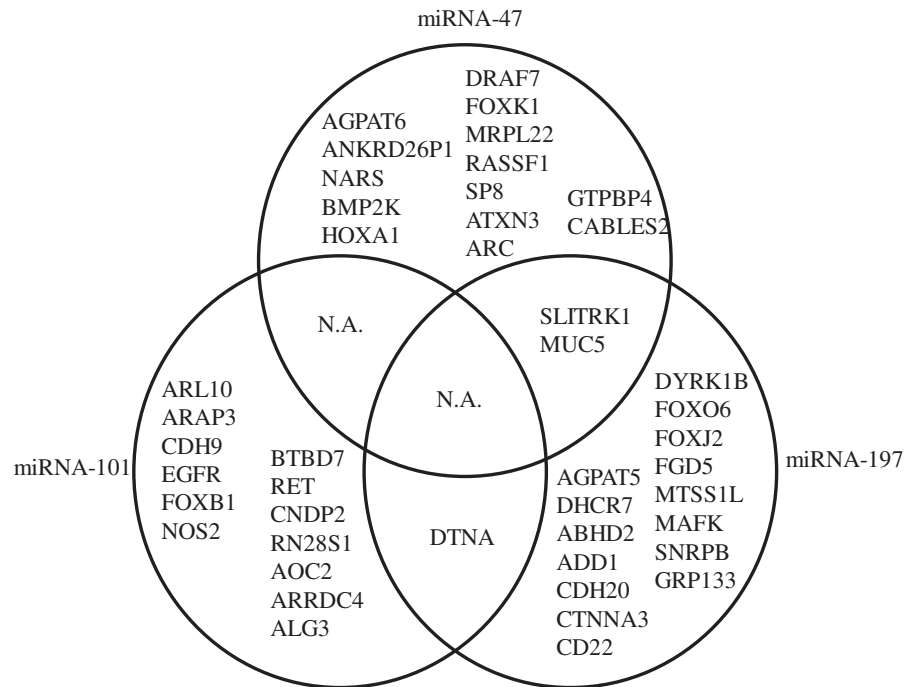 miRNA-47
AGPAT6
ANKRD26P1
NARS
BMP2K
HOXA1
DRAF7
FOXK1
MRPL22
RASSF1
SP8
ATXN3
ARC
GTPBP4
CABLES2
N.A.
SLITRK1
MUC5
N.A.
miRNA-101
ARL10
ARAP3
CDH9
EGFR
FOXB1
NOS2
BTBD7
RET
CNDP2
RN28S1
AOC2
ARRDC4
ALG3
DTNA
AGPAT5
DHCR7
ABHD2
ADD1
CDH20
CTNNA3
CD22
DYRK1B
FOXO6
FOXJ2
FGD5
MTSS1L
MAFK
SNRPB
GRP133
miRNA-197